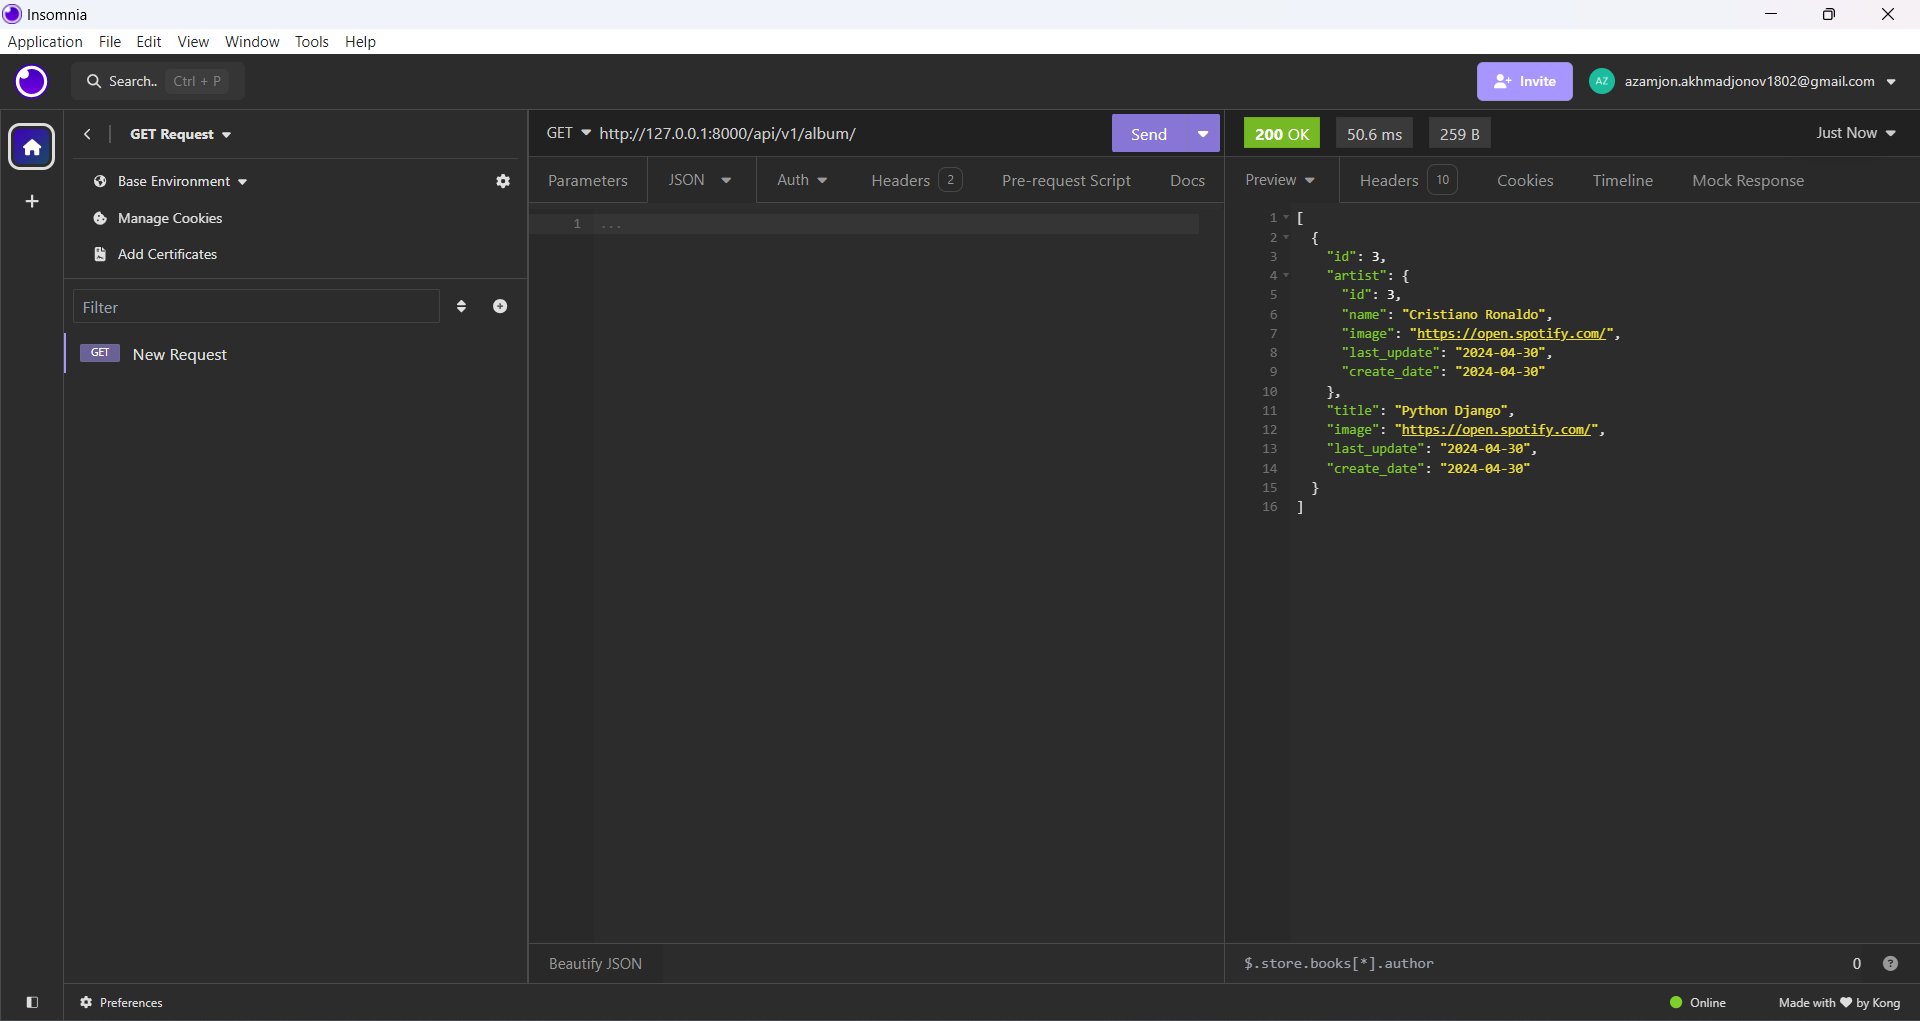 Insomnia
Application File Edit View Window Tools Help
Search.. Ctrl + P
Invite AZ azamjon.akhmadjonov1802@gmail.com
GET Request
Base Environment
Manage Cookies
Add Certificates
Filter
GET New Request
GET http://127.0.0.1:8000/api/v1/album/ Send
Parameters JSON Auth Headers 2 Pre-request Script Docs
1 ...
Beautify JSON
200 OK 50.6 ms 259 B Just Now
Preview Headers 10 Cookies Timeline Mock Response
1 [
2 {
3 "id": 3,
4 "artist": {
5 "id": 3,
6 "name": "Cristiano Ronaldo",
7 "image": "https://open.spotify.com/",
8 "last_update": "2024-04-30",
9 "create_date": "2024-04-30"
10 },
11 "title": "Python Django",
12 "image": "https://open.spotify.com/",
13 "last_update": "2024-04-30",
14 "create_date": "2024-04-30"
15 }
16 ]
$.store.books[*].author 0 ?
Preferences
Online Made with ❤ by Kong